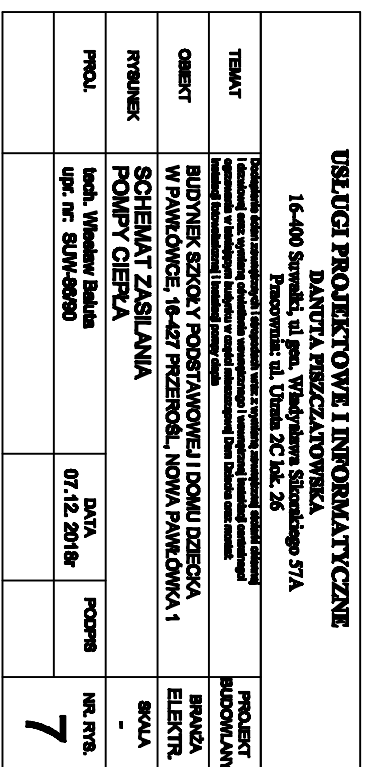 USŁUGI PROJEKTOWE I INFORMATYCZNE
DANUTA PISZCZATOWSKA
16-400 Suwałki, ul gen. Władysława Sikorskiego 57A
Pracownia: ul. Utrata 2C lok. 26
TEMAT
PROJEKT
BUDOWLANY
OBIEKT
BUDYNEK SZKOŁY PODSTAWOWEJ I DOMU DZIECKA
W PAWŁÓWCE, 16-427 PRZEROŚL, NOWA PAWŁÓWKA 1
BRANŻA
ELEKTR.
RYSUNEK
SCHEMAT ZASILANIA
POMPY CIEPŁA
SKALA
-
PROJ.
tech. Wiesław Baluta
upr. nr: SUW-86/90
DATA
07.12. 2018r
PODPIS
NR. RYS.
7